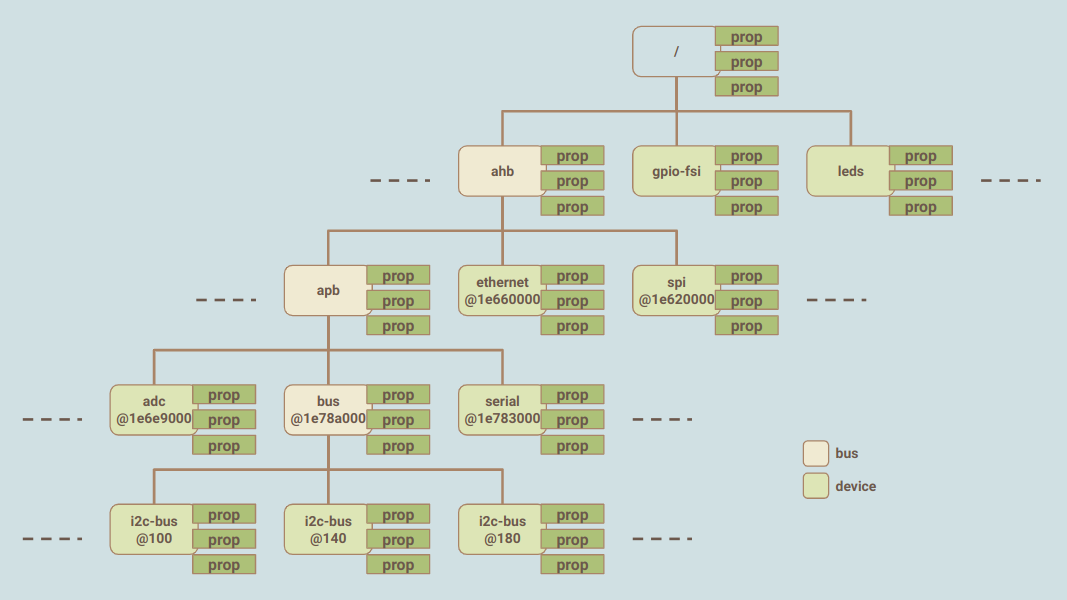 /
prop
prop
prop
ahb
prop
prop
prop
gpio-fsi
prop
prop
prop
leds
prop
prop
prop
apb
prop
prop
prop
ethernet
@1e660000
prop
prop
prop
spi
@1e620000
prop
prop
prop
adc
@1e6e9000
prop
prop
prop
bus
@1e78a000
prop
prop
prop
serial
@1e783000
prop
prop
prop
bus
device
i2c-bus
@100
prop
prop
prop
i2c-bus
@140
prop
prop
prop
i2c-bus
@180
prop
prop
prop